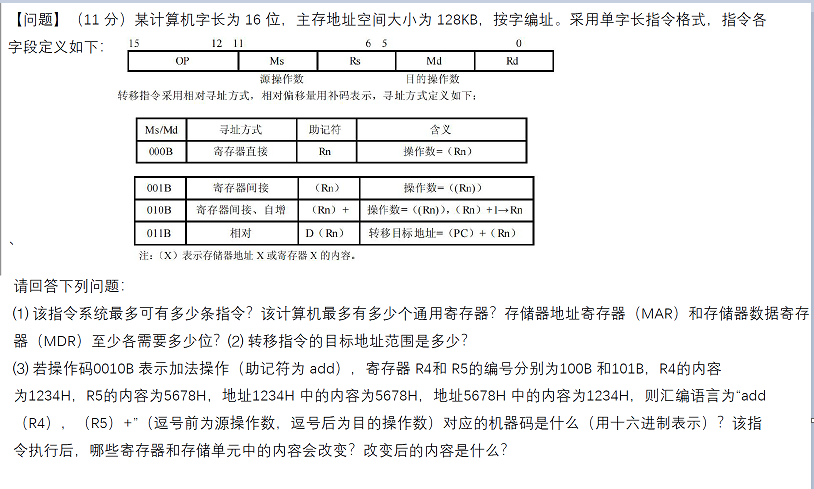 【问题】（11 分）某计算机字长为 16 位，主存地址空间大小为 128KB，按字编址。采用单字长指令格式，指令各
字段定义如下：
15 12 11 6 5 0
OP Ms Rs Md Rd
源操作数 目的操作数
转移指令采用相对寻址方式，相对偏移量用补码表示，寻址方式定义如下；
Ms/Md 寻址方式 助记符 含义
000B 寄存器直接 Rn 操作数=（Rn）
001B 寄存器间接 （Rn） 操作数=（(Rn)）
010B 寄存器间接、自增 （Rn）+ 操作数=（(Rn)），（Rn）+1→Rn
011B 相对 D（Rn） 转移目标地址=（PC）+（Rn）
、
注：（X）表示存储器地址 X 或寄存器 X 的内容。
请回答下列问题：
(1) 该指令系统最多可有多少条指令？该计算机最多有多少个通用寄存器？存储器地址寄存器（MAR）和存储器数据寄存
器（MDR）至少各需要多少位？(2) 转移指令的目标地址范围是多少？
(3) 若操作码0010B 表示加法操作（助记符为 add），寄存器 R4和 R5的编号分别为100B 和101B，R4的内容
为1234H，R5的内容为5678H，地址1234H 中的内容为5678H，地址5678H 中的内容为1234H，则汇编语言为“add
（R4），（R5）+”（逗号前为源操作数，逗号后为目的操作数）对应的机器码是什么（用十六进制表示）？该指
令执行后，哪些寄存器和存储单元中的内容会改变？改变后的内容是什么？